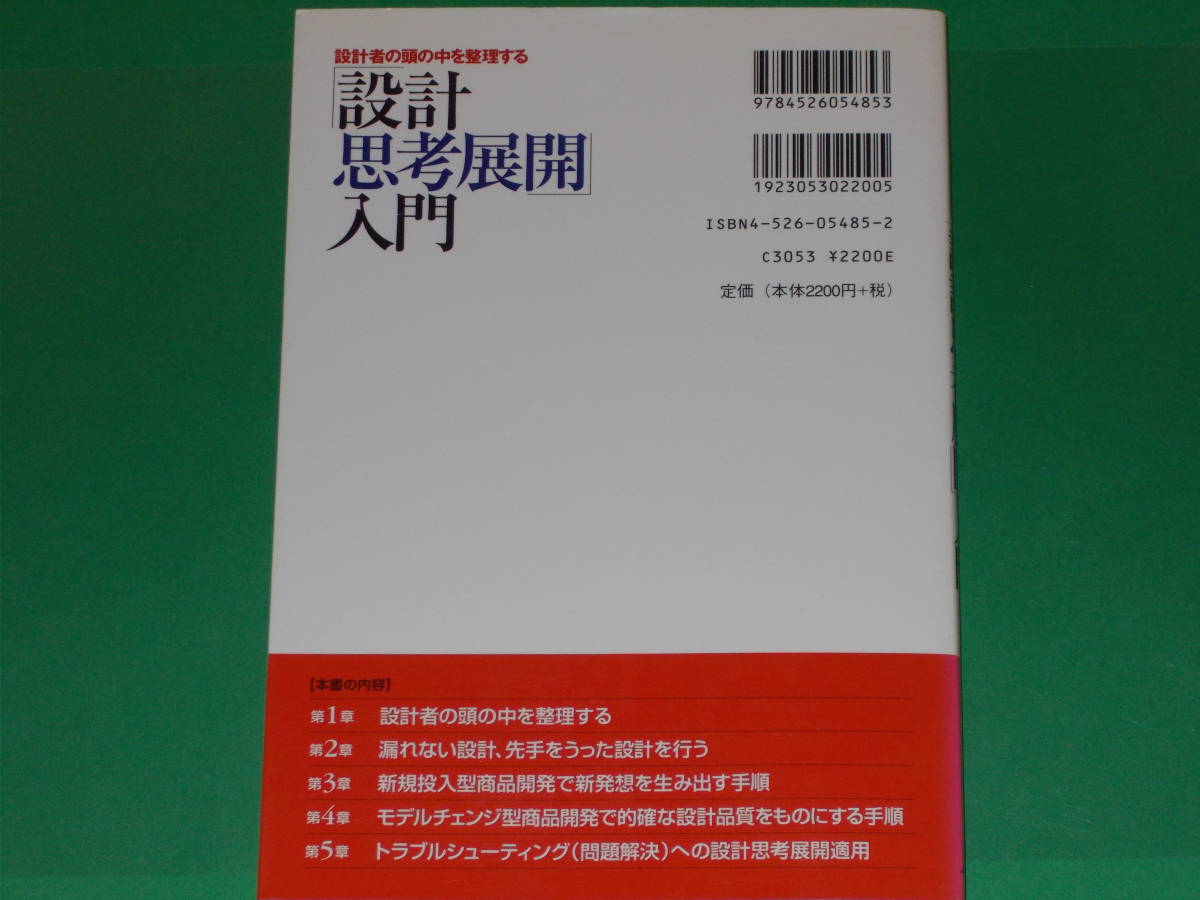 設計者の頭の中を整理する
「設計
思考展開」
入門
9784526054853
1923053022005
ISBN4-526-05485-2
C3053 ¥2200E
定価（本体2200円+税）
【本書の内容】
第1章 設計者の頭の中を整理する
第2章 漏れない設計、先手をうった設計を行う
第3章 新規投入型商品開発で新発想を生み出す手順
第4章 モデルチェンジ型商品開発で的確な設計品質をものにする手順
第5章 トラブルシューティング（問題解決）への設計思考展開適用